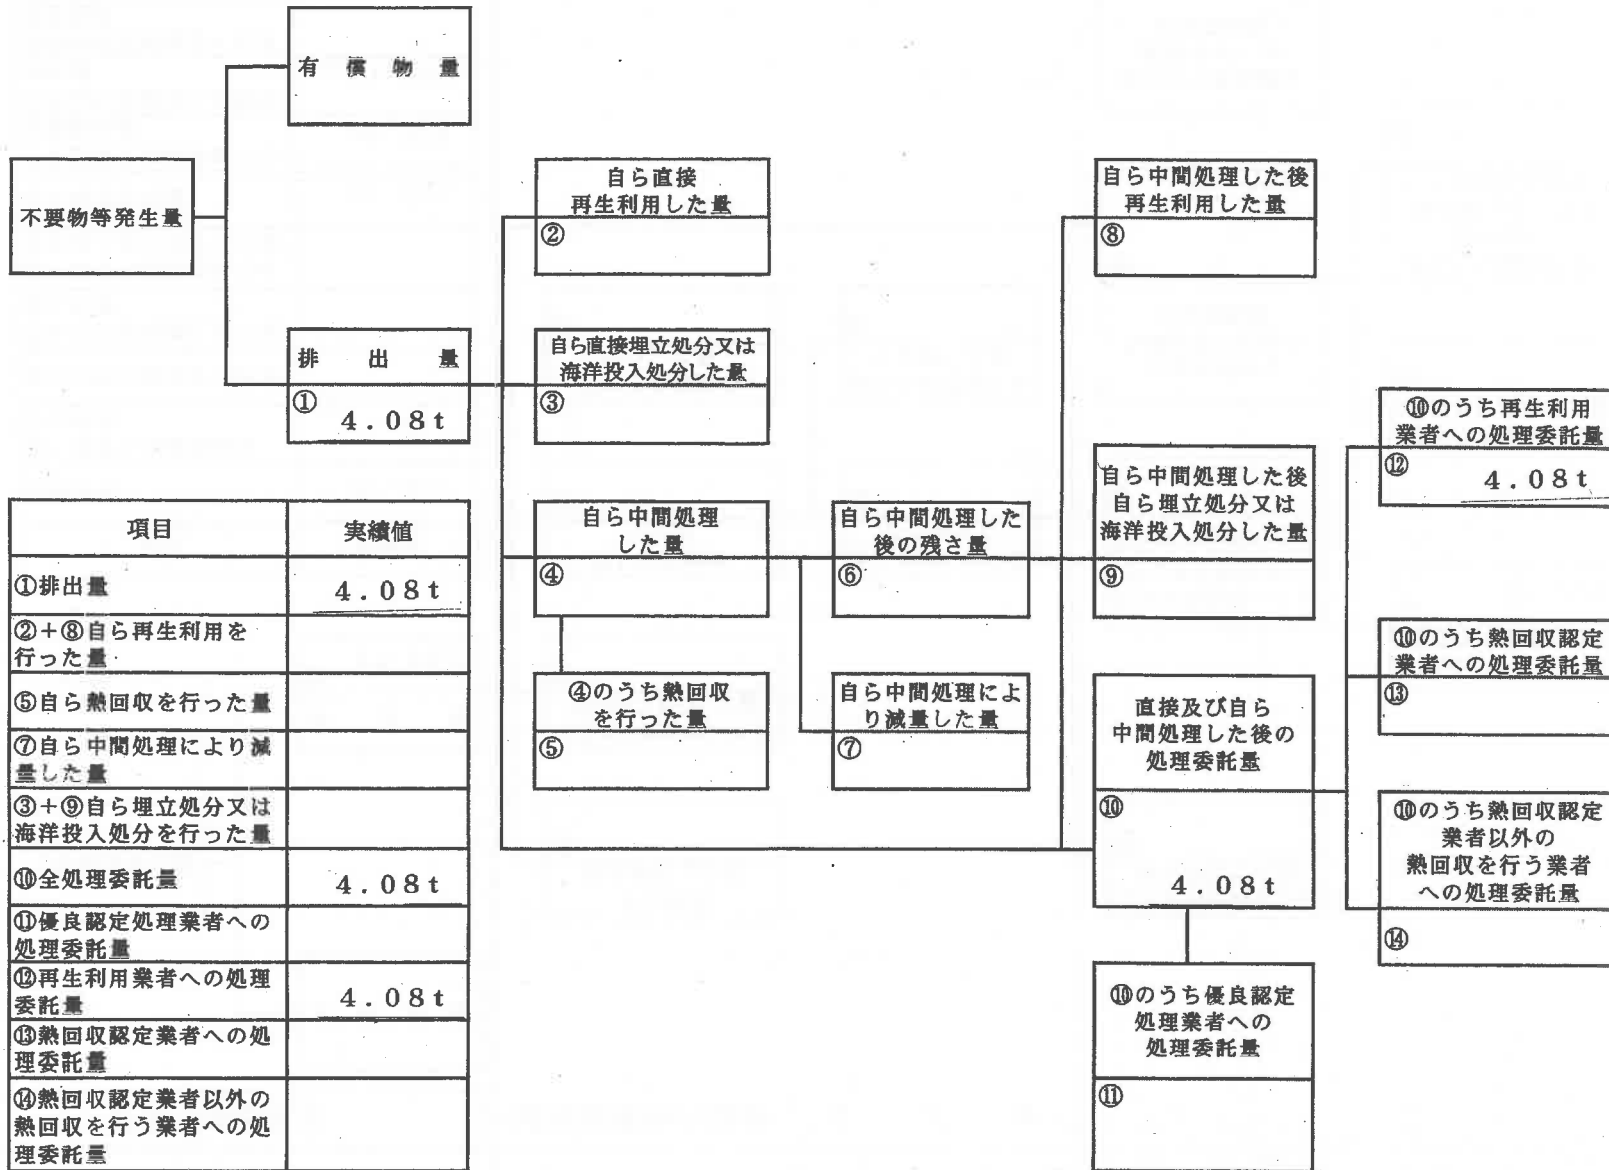 有償物量
不要物等発生量
排出量
①
4.08t
自ら直接
再生利用した量
②
自ら直接埋立処分又は
海洋投入処分した量
③
自ら中間処理
した量
④
④のうち熱回収
を行った量
⑤
自ら中間処理した
後の残さ量
⑥
自ら中間処理によ
り減量した量
⑦
自ら中間処理した後
再生利用した量
⑧
自ら中間処理した後
自ら埋立処分又は
海洋投入処分した量
⑨
直接及び自ら
中間処理した後の
処理委託量
⑩
4.08t
⑩のうち優良認定
処理業者への
処理委託量
⑪
⑩のうち再生利用
業者への処理委託量
⑫
4.08t
⑩のうち熱回収認定
業者への処理委託量
⑬
⑩のうち熱回収認定
業者以外の
熱回収を行う業者
への処理委託量
⑭
項目 実績値
①排出量 4.08t
②+⑧自ら再生利用を
行った量
⑤自ら熱回収を行った量
⑦自ら中間処理により減
量した量
③+⑨自ら埋立処分又は
海洋投入処分を行った量
⑩全処理委託量 4.08t
⑪優良認定処理業者への
処理委託量
⑫再生利用業者への処理
委託量 4.08t
⑬熱回収認定業者への処
理委託量
⑭熱回収認定業者以外の
熱回収を行う業者への処
理委託量